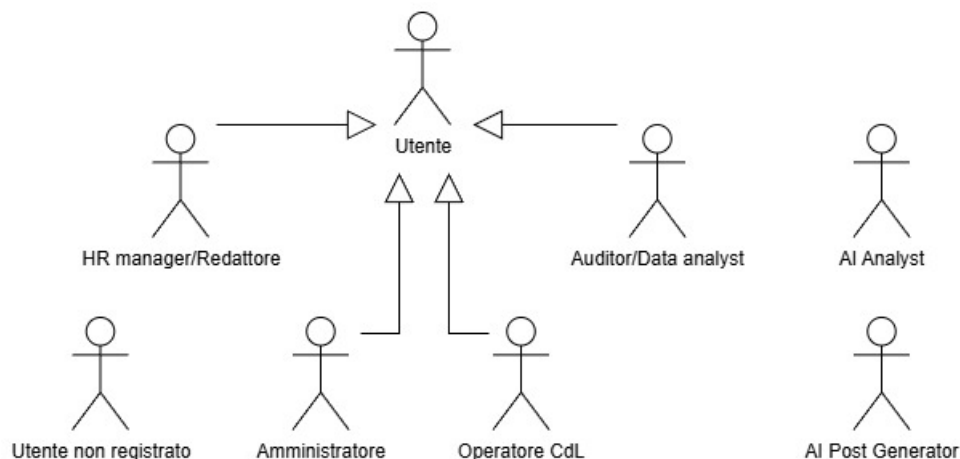 Utente
HR manager/Redattore
Auditor/Data analyst
AI Analyst
Utente non registrato
Amministratore
Operatore CdL
AI Post Generator